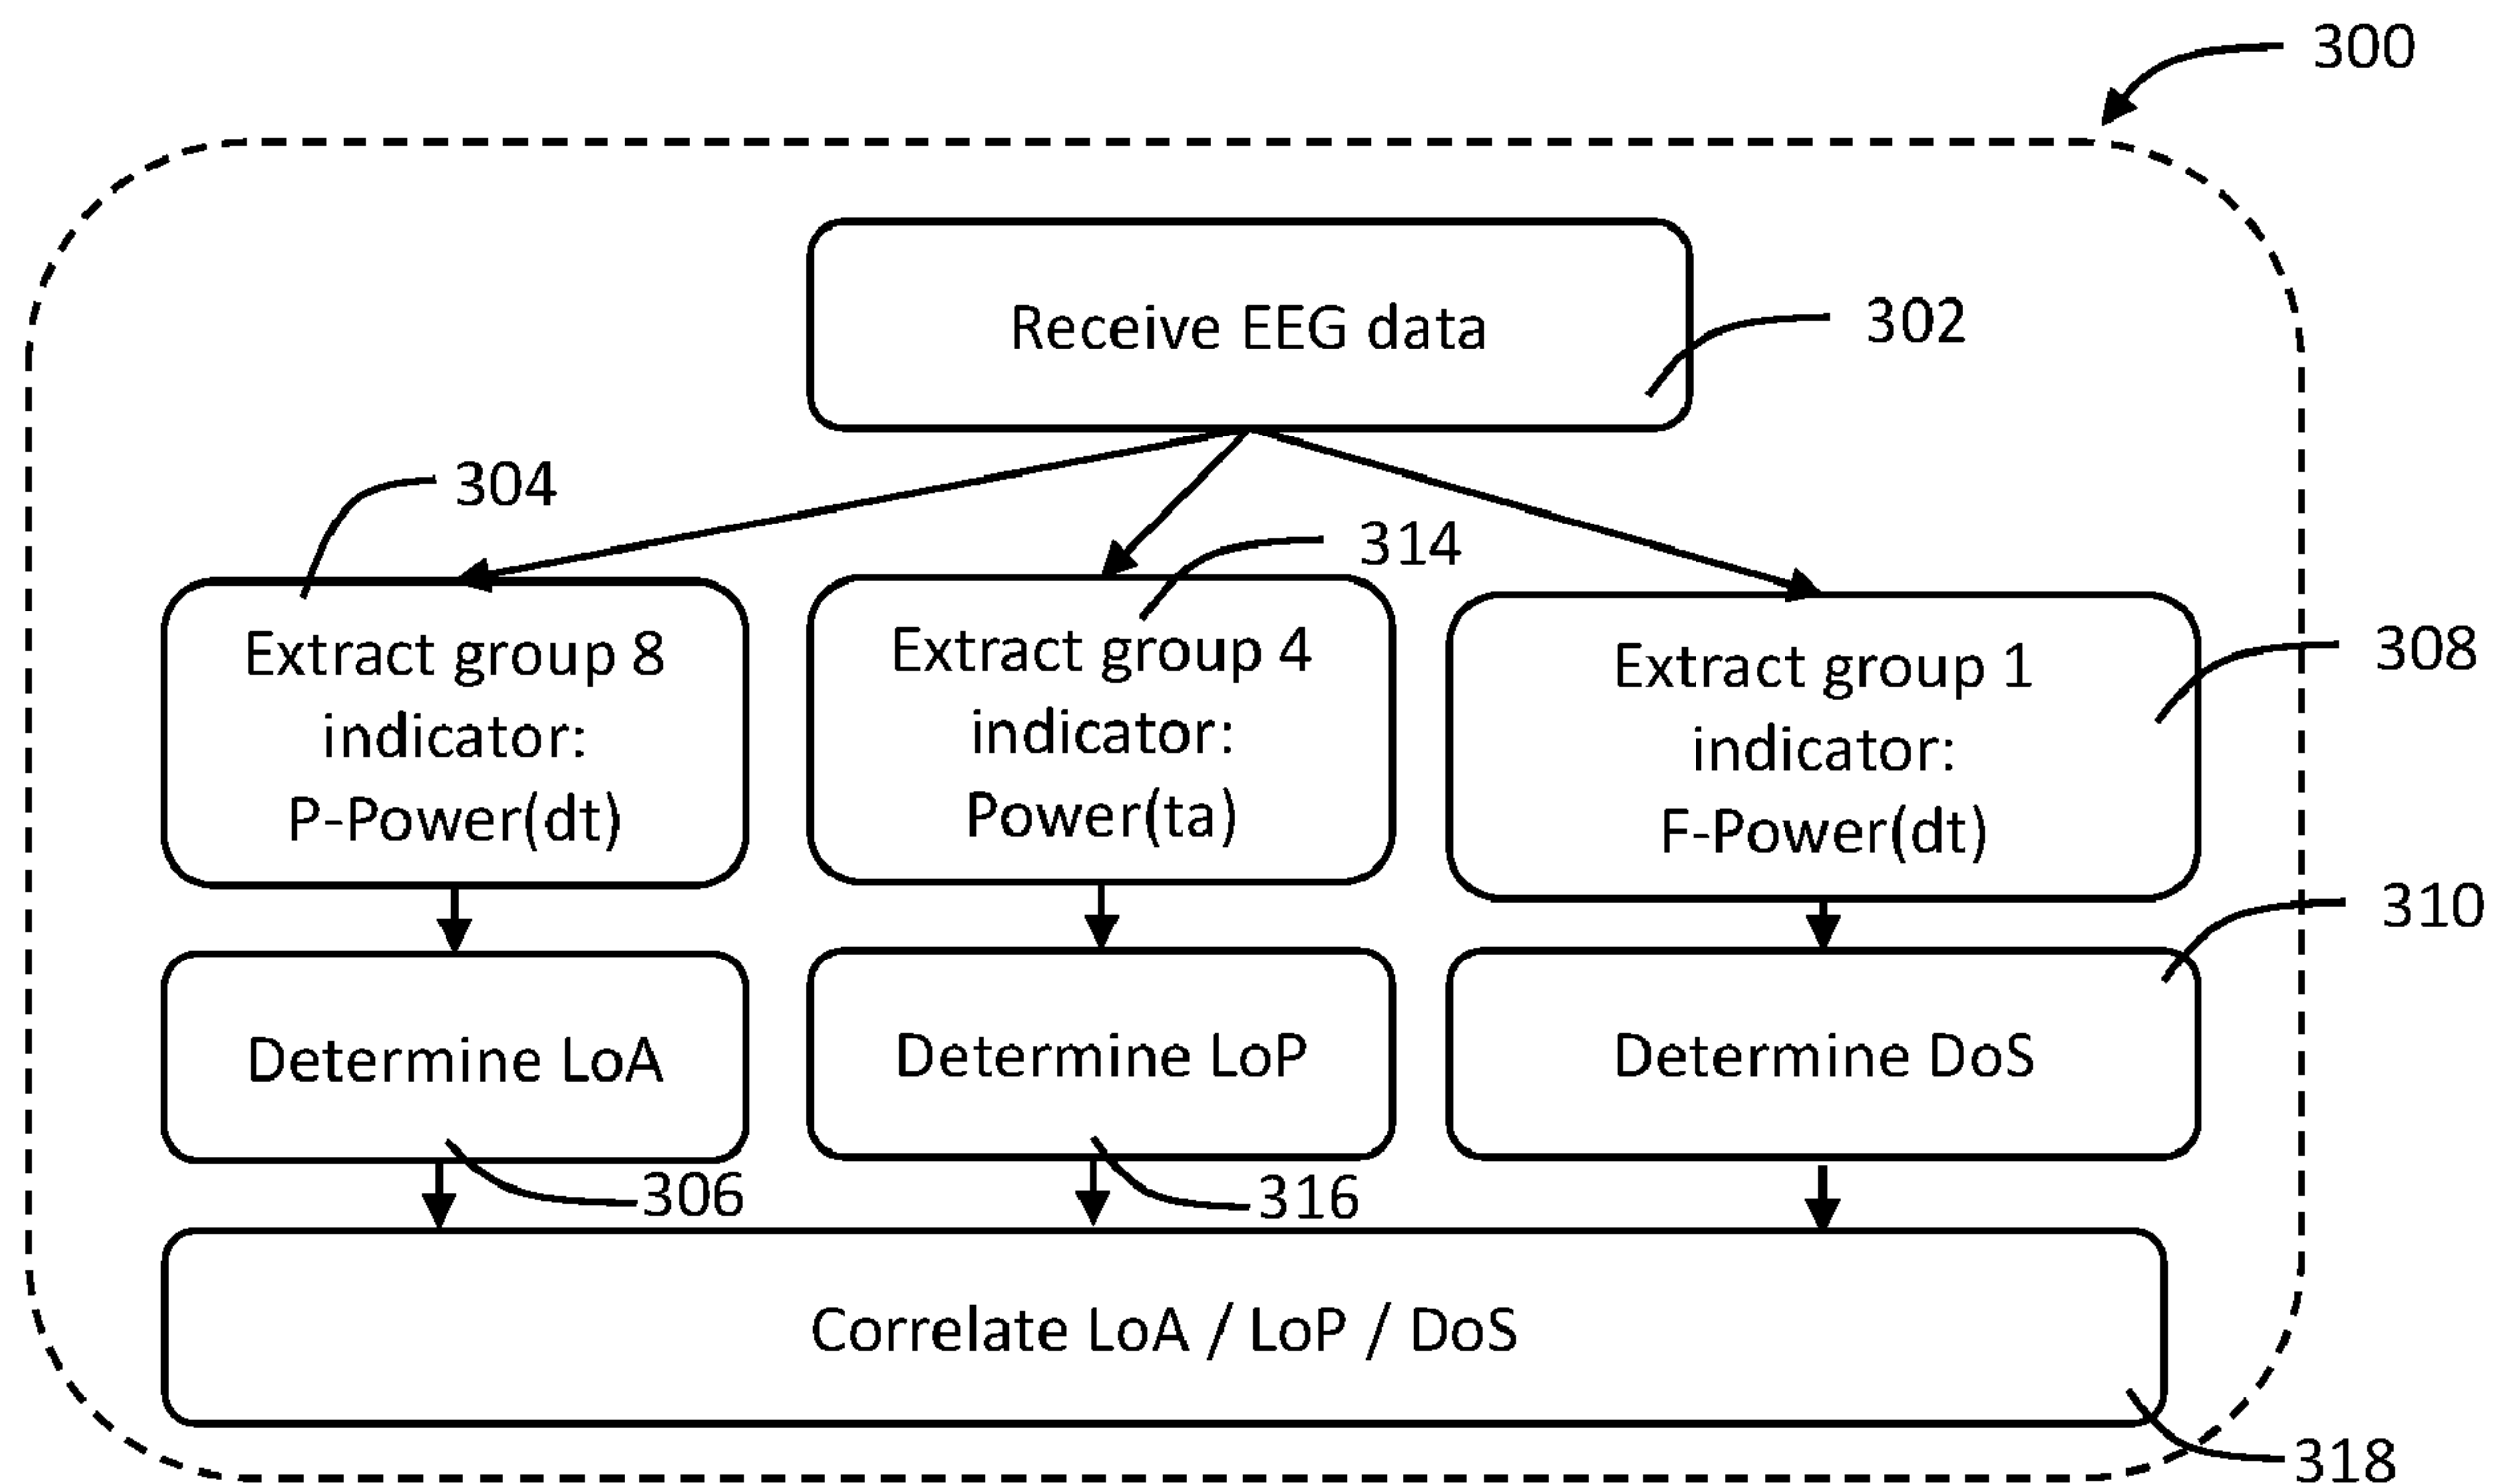 300
Receive EEG data
302
304
314
Extract group 8
indicator:
P-Power(dt)
Extract group 4
indicator:
Power(ta)
Extract group 1
indicator:
F-Power(dt)
308
310
Determine LoA
Determine LoP
Determine DoS
306
316
Correlate LoA / LoP / DoS
318